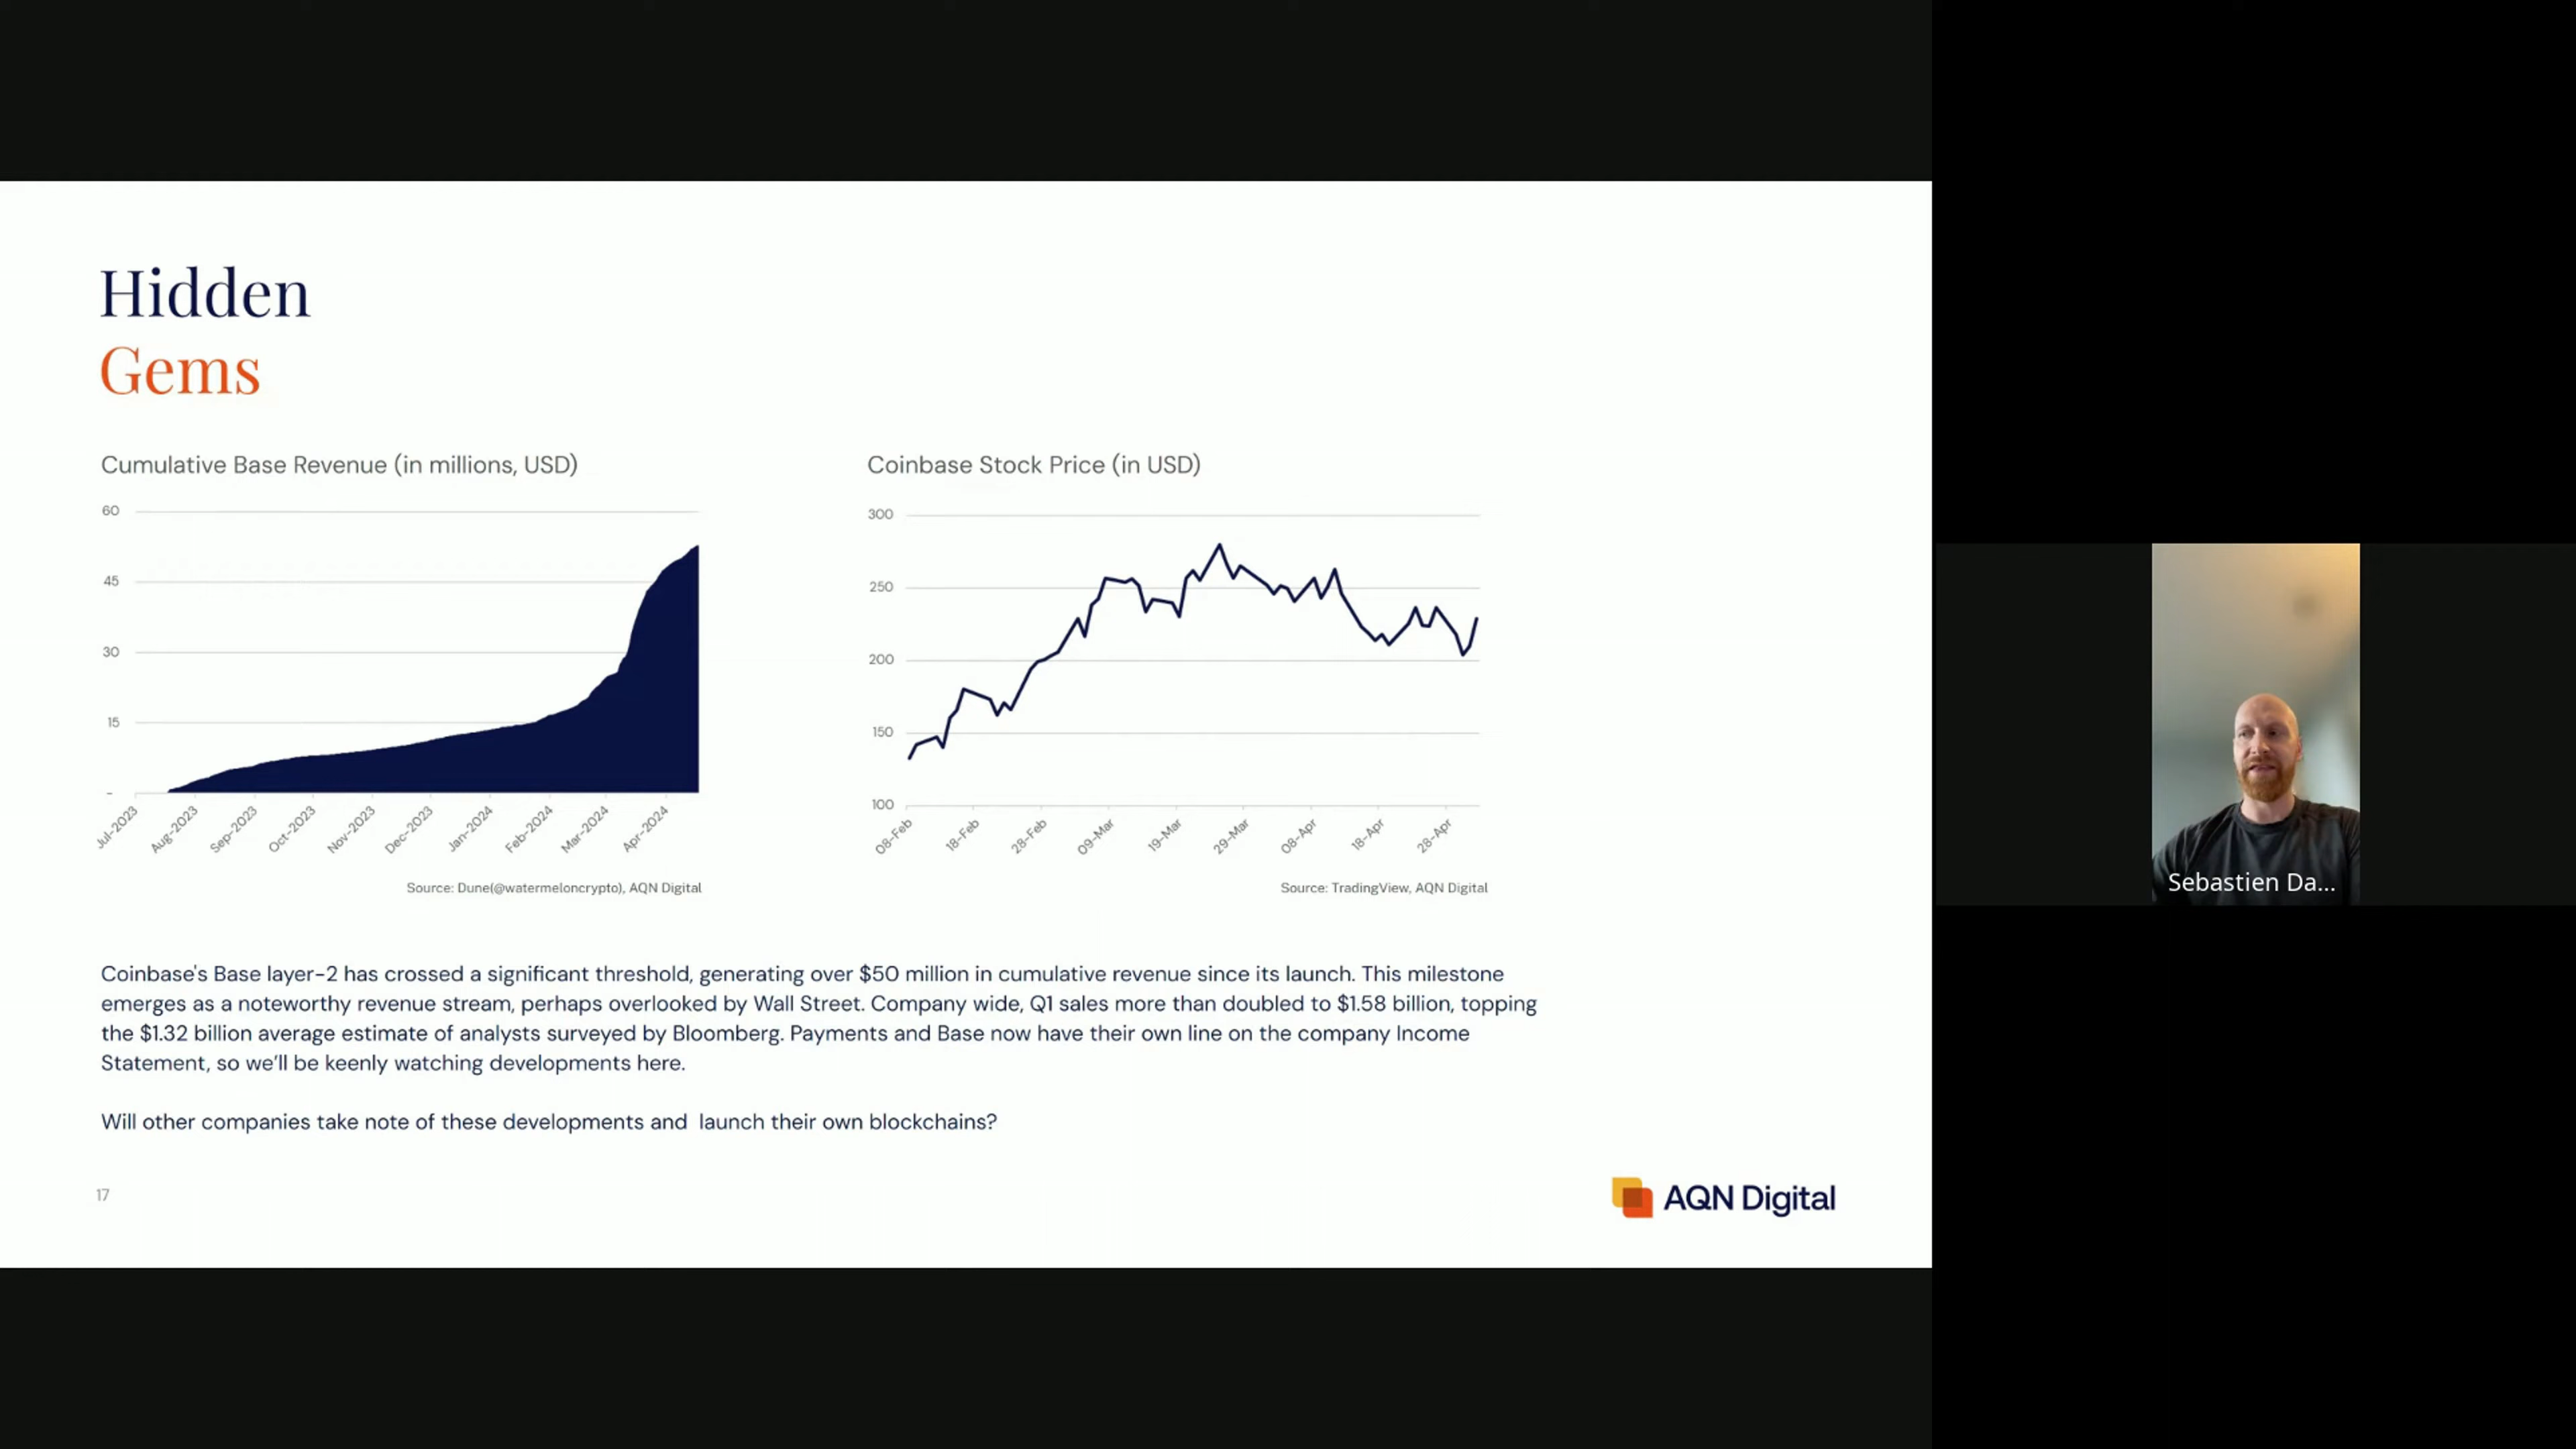 Hidden
Gems
Cumulative Base Revenue (in millions, USD)
60
45
30
15
-
Jul-2023
Aug-2023
Sep-2023
Oct-2023
Nov-2023
Dec-2023
Jan-2024
Feb-2024
Mar-2024
Apr-2024
Source: Dune(@watermeloncrypto), AQN Digital
Coinbase Stock Price (in USD)
300
250
200
150
100
08-Feb
18-Feb
28-Feb
09-Mar
19-Mar
29-Mar
08-Apr
18-Apr
28-Apr
Source: TradingView, AQN Digital
Coinbase's Base layer-2 has crossed a significant threshold, generating over $50 million in cumulative revenue since its launch. This milestone
emerges as a noteworthy revenue stream, perhaps overlooked by Wall Street. Company wide, Q1 sales more than doubled to $1.58 billion, topping
the $1.32 billion average estimate of analysts surveyed by Bloomberg. Payments and Base now have their own line on the company Income
Statement, so we'll be keenly watching developments here.
Will other companies take note of these developments and  launch their own blockchains?
17
AQN Digital
Sebastien Da...